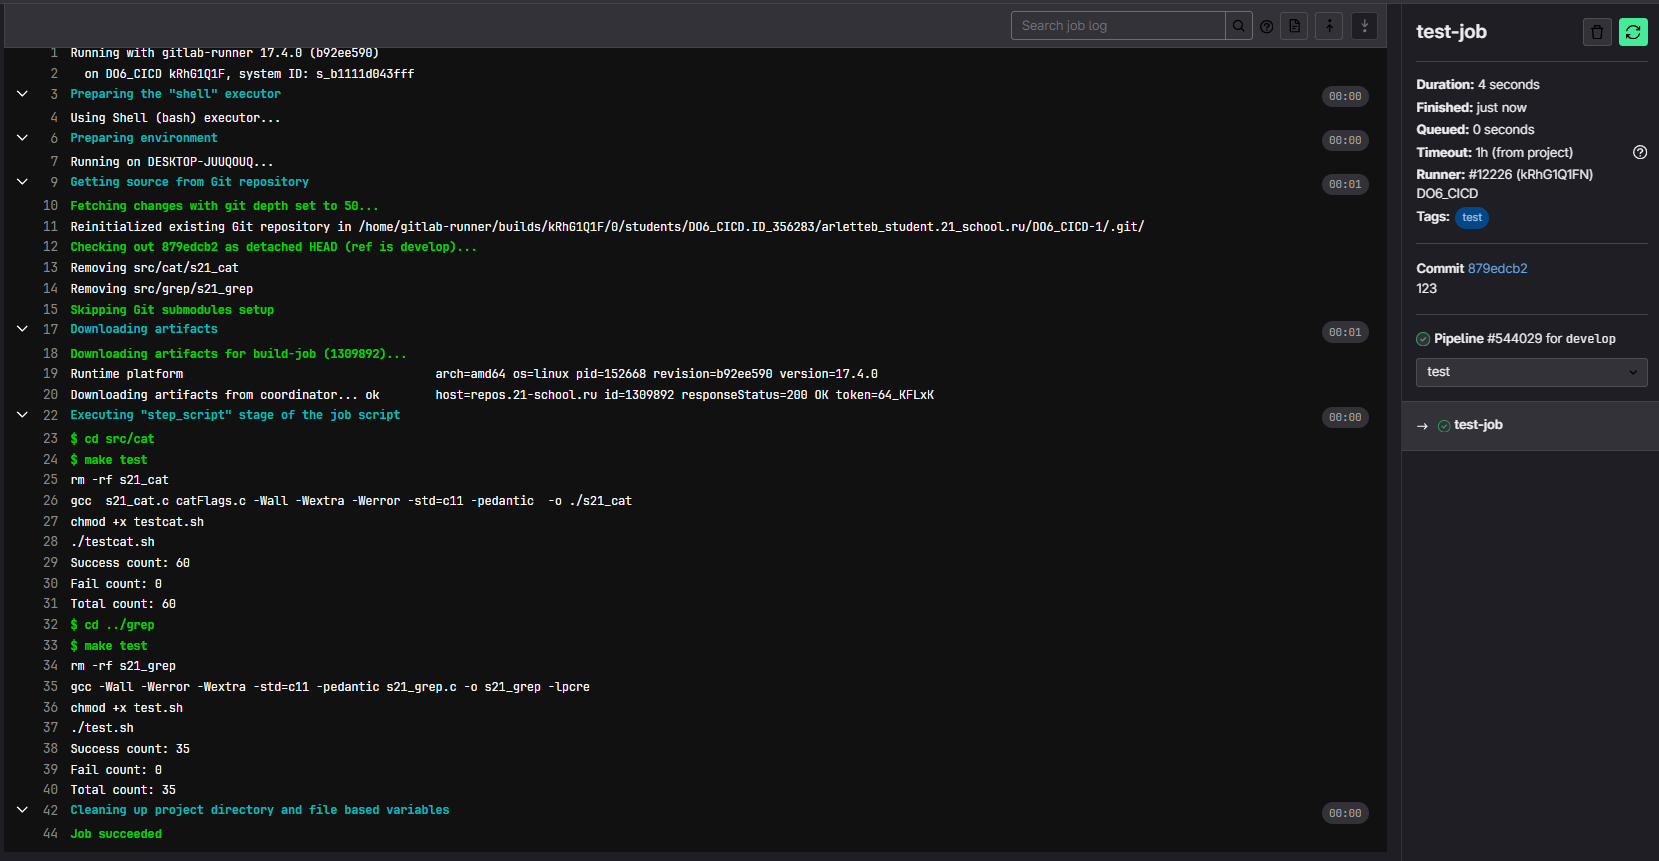 Search job log
1 Running with gitlab-runner 17.4.0 (b92ee590)
2 on DO6_CICD kRhG1Q1F, system ID: s_b1111d043fff
3 Preparing the "shell" executor 00:00
4 Using Shell (bash) executor...
6 Preparing environment 00:00
7 Running on DESKTOP-JUUQOUQ...
9 Getting source from Git repository 00:01
10 Fetching changes with git depth set to 50...
11 Reinitialized existing Git repository in /home/gitlab-runner/builds/kRhG1Q1F/0/students/DO6_CICD.ID_356283/arletteb_student.21_school.ru/DO6_CICD-1/.git/
12 Checking out 879edcb2 as detached HEAD (ref is develop)...
13 Removing src/cat/s21_cat
14 Removing src/grep/s21_grep
15 Skipping Git submodules setup
17 Downloading artifacts 00:01
18 Downloading artifacts for build-job (1309892)...
19 Runtime platform arch=amd64 os=linux pid=152668 revision=b92ee590 version=17.4.0
20 Downloading artifacts from coordinator... ok host=repos.21-school.ru id=1309892 responseStatus=200 OK token=64_KFLxK
22 Executing "step_script" stage of the job script 00:00
23 $ cd src/cat
24 $ make test
25 rm -rf s21_cat
26 gcc  s21_cat.c catFlags.c -Wall -Wextra -Werror -std=c11 -pedantic  -o ./s21_cat
27 chmod +x testcat.sh
28 ./testcat.sh
29 Success count: 60
30 Fail count: 0
31 Total count: 60
32 $ cd ../grep
33 $ make test
34 rm -rf s21_grep
35 gcc -Wall -Werror -Wextra -std=c11 -pedantic s21_grep.c -o s21_grep -lpcre
36 chmod +x test.sh
37 ./test.sh
38 Success count: 35
39 Fail count: 0
40 Total count: 35
42 Cleaning up project directory and file based variables 00:00
44 Job succeeded
test-job
Duration: 4 seconds
Finished: just now
Queued: 0 seconds
Timeout: 1h (from project)
Runner: #12226 (kRhG1Q1FN)
DO6_CICD
Tags: test
Commit 879edcb2
123
Pipeline #544029 for develop
test
→ test-job